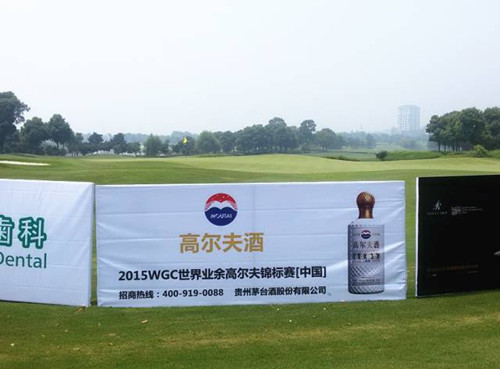 齿科
Dental
MOUTAI
高尔夫酒
2015WGC世界业余高尔夫锦标赛[中国]
招商热线：400-919-0088 贵州茅台酒股份有限公司
高尔夫酒